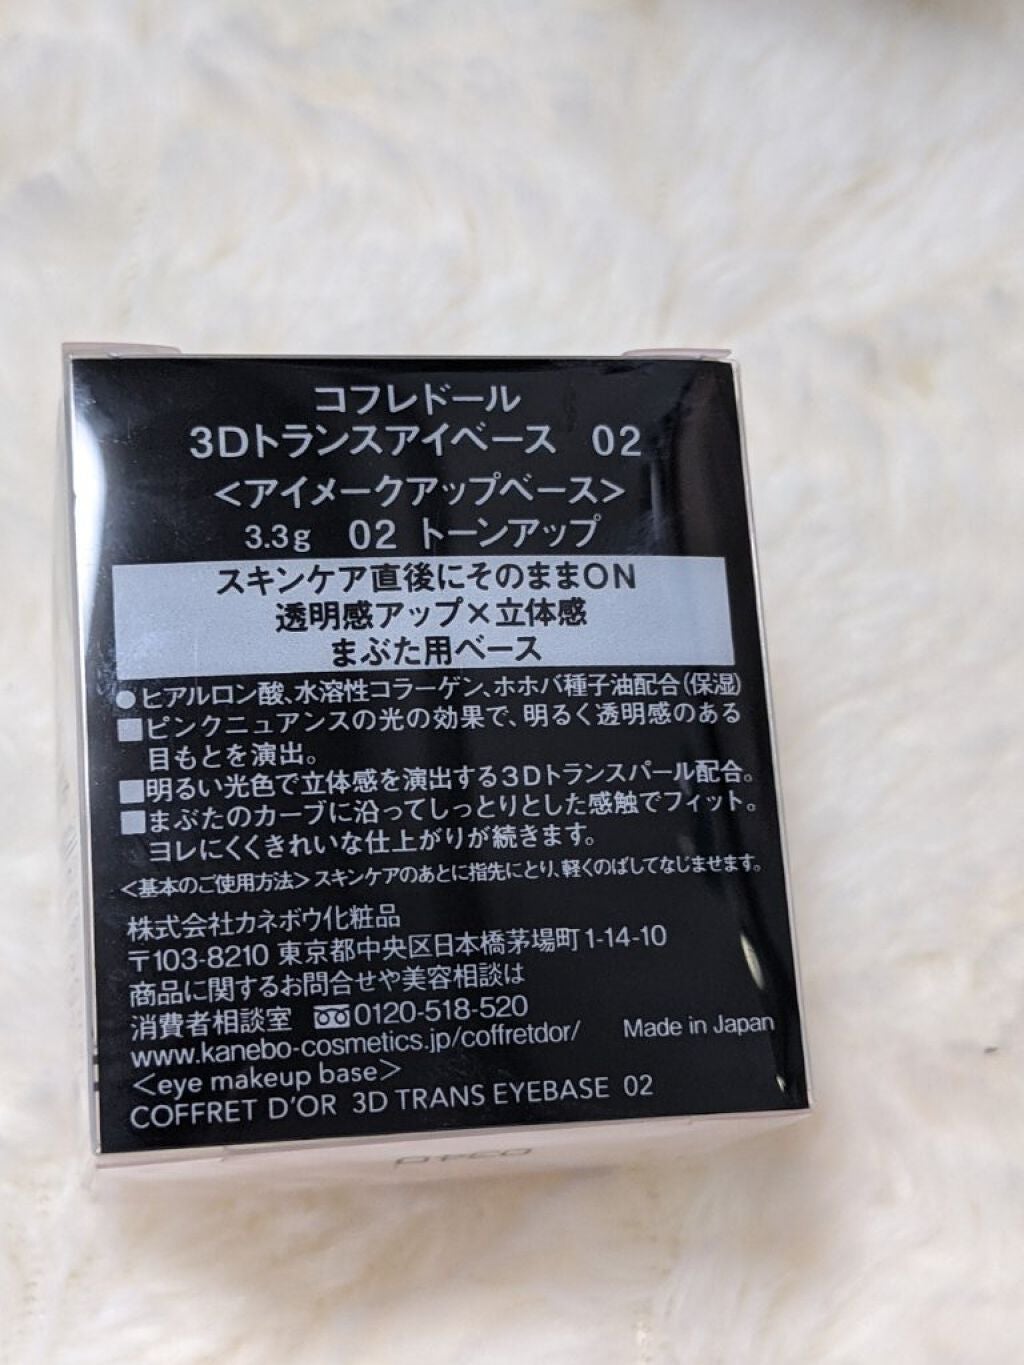 コフレドール
3Dトランスアイベース 02
<アイメークアップベース>
3.3g 02 トーンアップ
スキンケア直後にそのままON
透明感アップ×立体感
まぶた用ベース
●ヒアルロン酸、水溶性コラーゲン、ホホバ種子油配合(保湿)
■ピンクニュアンスの光の効果で、明るく透明感のある
目もとを演出。
■明るい光色で立体感を演出する3Dトランスパール配合。
■まぶたのカーブに沿ってしっとりとした感触でフィット。
ヨレにくくきれいな仕上がりが続きます。
<基本のご使用方法>スキンケアのあとに指先にとり、軽くのばしてなじませます。
株式会社カネボウ化粧品
〒103-8210 東京都中央区日本橋茅場町1-14-10
商品に関するお問合せや美容相談は
消費者相談室 0120-518-520
www.kanebo-cosmetics.jp/coffretdor/ Made in Japan
<eye makeup base>
COFFRET D'OR 3D TRANS EYEBASE 02